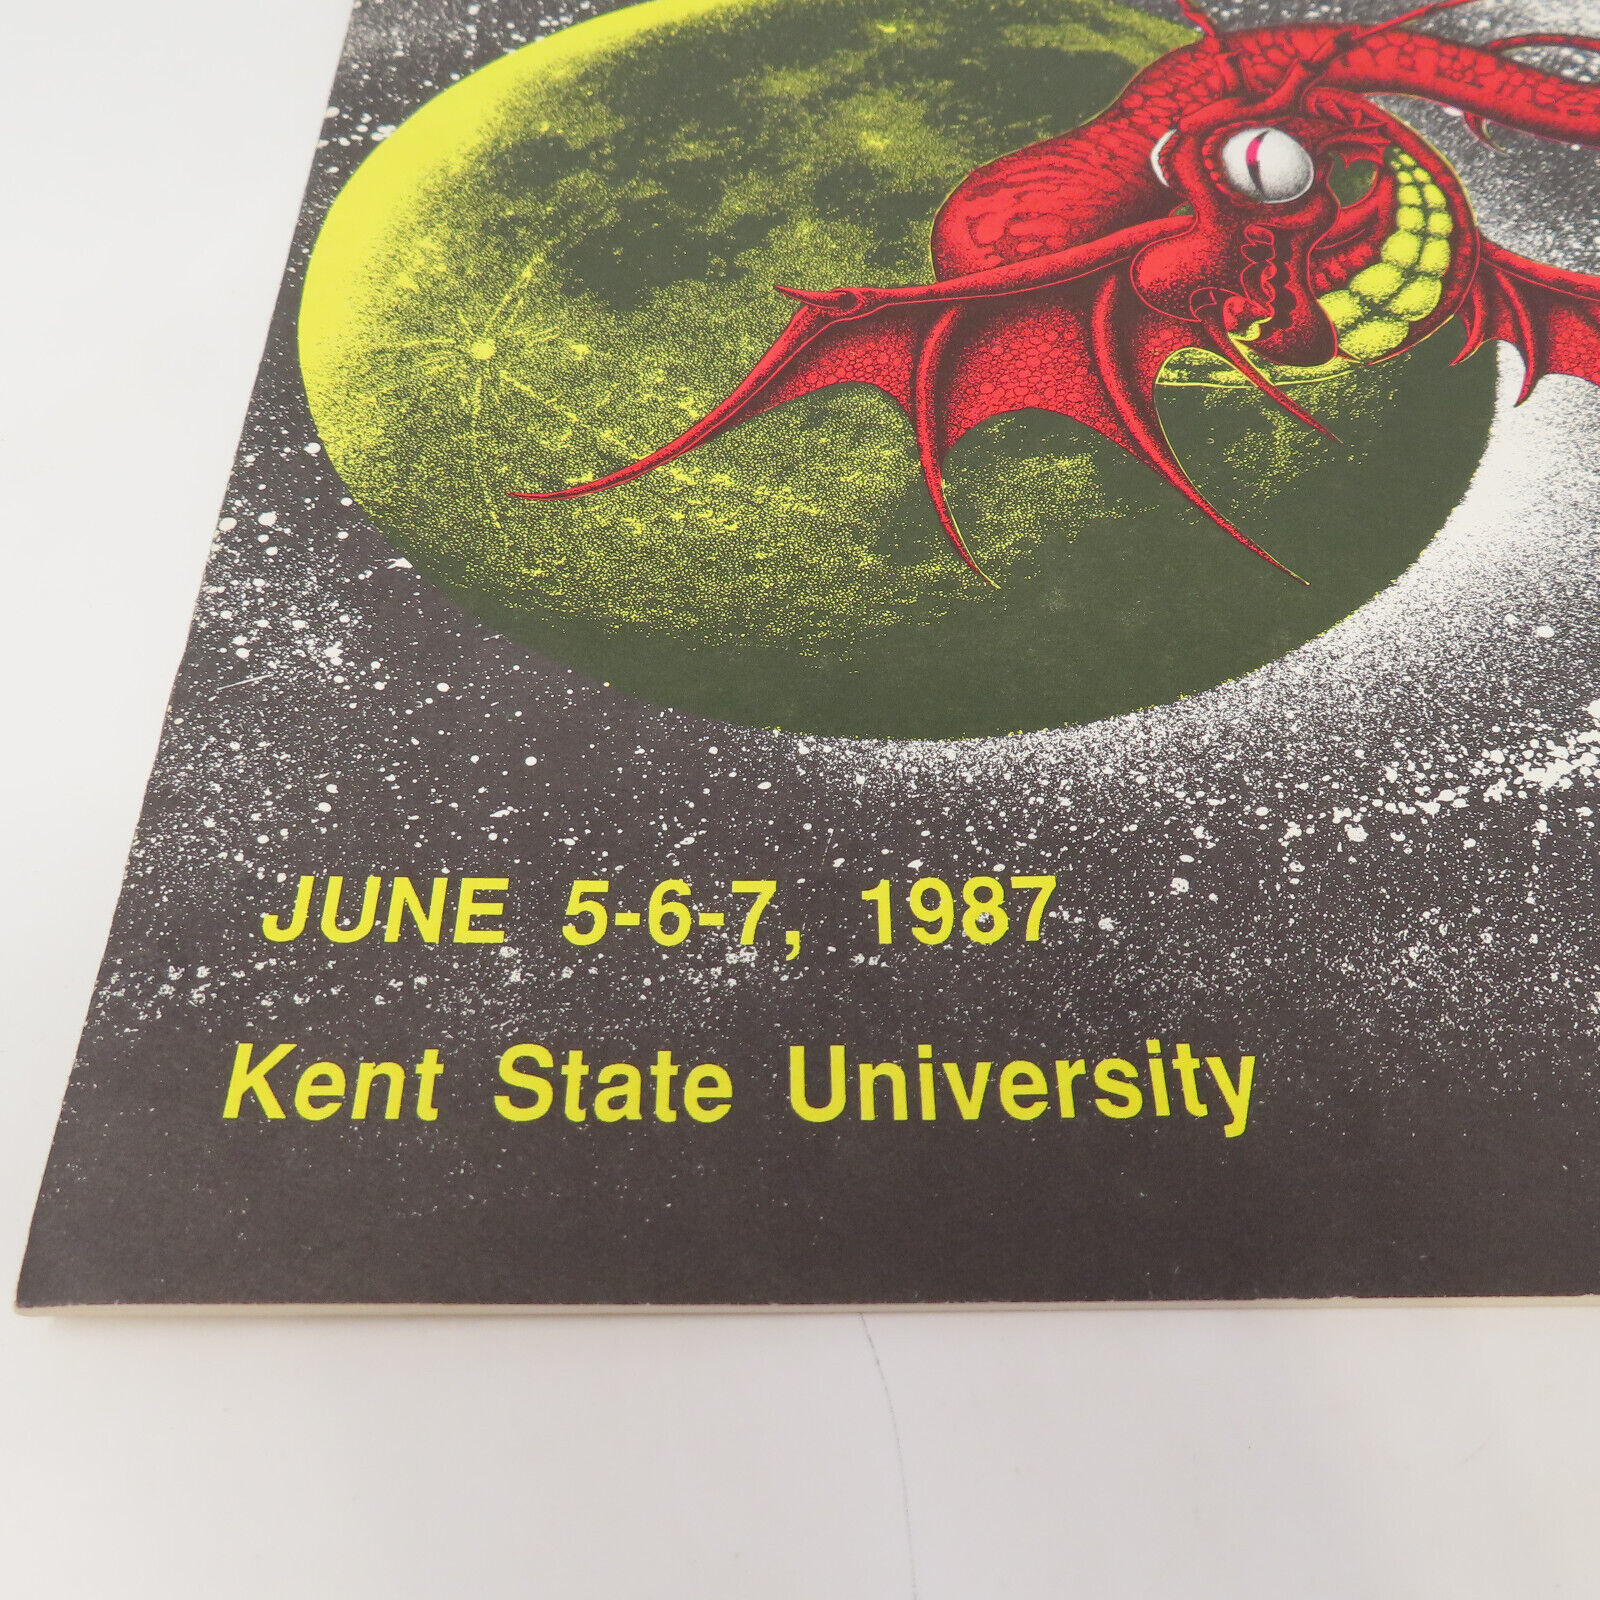 JUNE 5-6-7, 1987
Kent State University